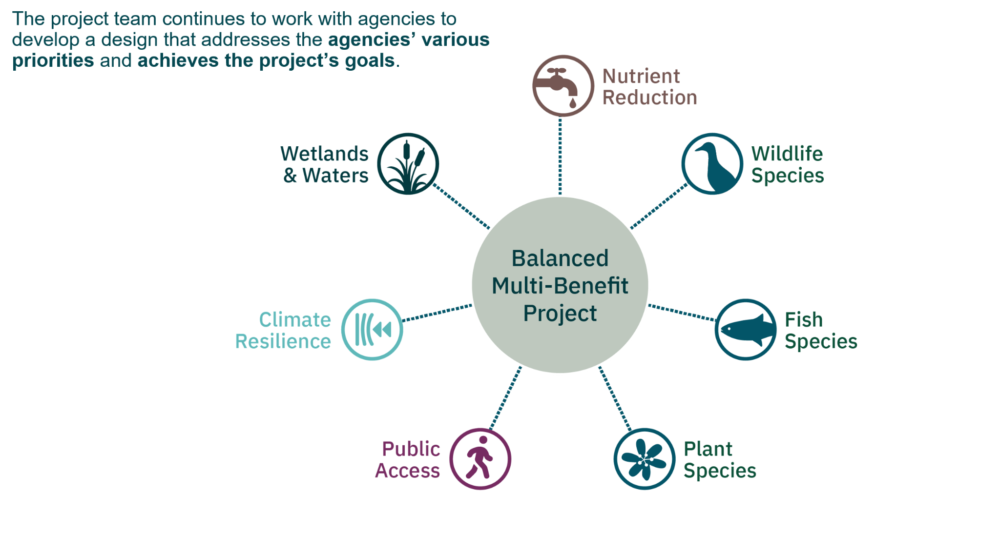 The project team continues to work with agencies to
develop a design that addresses the agencies’ various
priorities and achieves the project’s goals.
Nutrient
Reduction
Wetlands
& Waters
Wildlife
Species
Balanced
Multi-Benefit
Project
Climate
Resilience
Fish
Species
Public
Access
Plant
Species